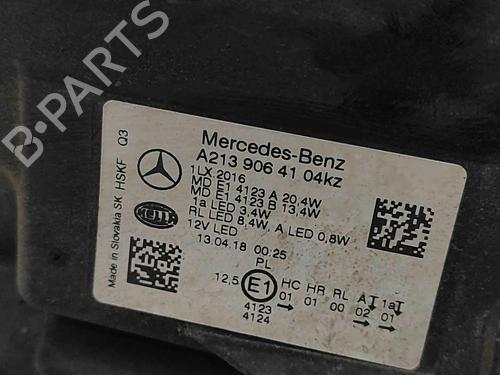 B-PARTS
Mercedes-Benz
A213 906 41 04kz
1LX 2016
MD E1 4123 A 20,4W
MD E1 4123 B 13,4W
1a LED 3,4W
RL LED 8,4W, A LED 0,8W
12V LED
13.04.18 00:25
PL
12,5 E1 HC HR RL A 1a
01 01 00 02 01
4123
4124
HELLA
Made in Slovakia SK HSKF Q3